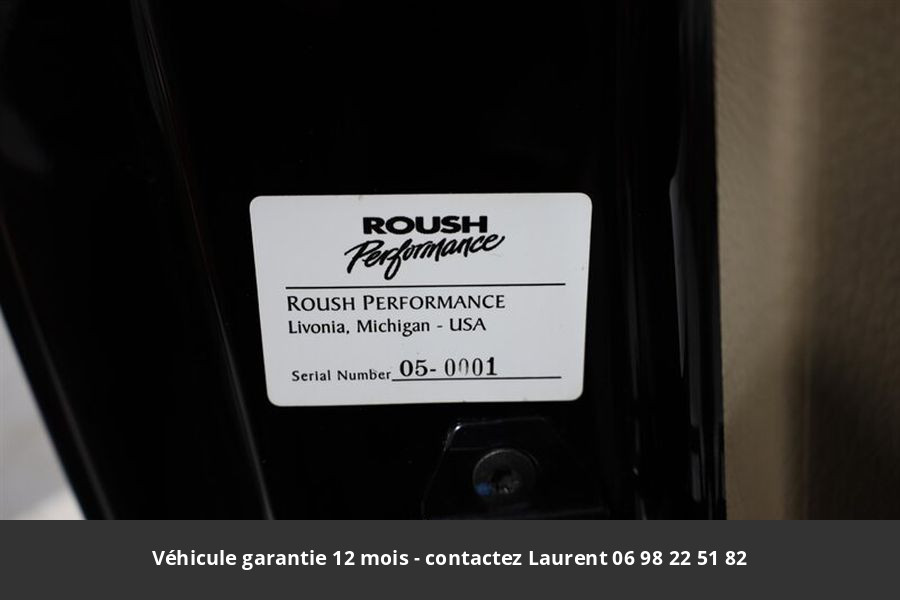 ROUSH
Performance
ROUSH PERFORMANCE
Livonia, Michigan - USA
Serial Number 05-0001
Véhicule garantie 12 mois - contactez Laurent 06 98 22 51 82